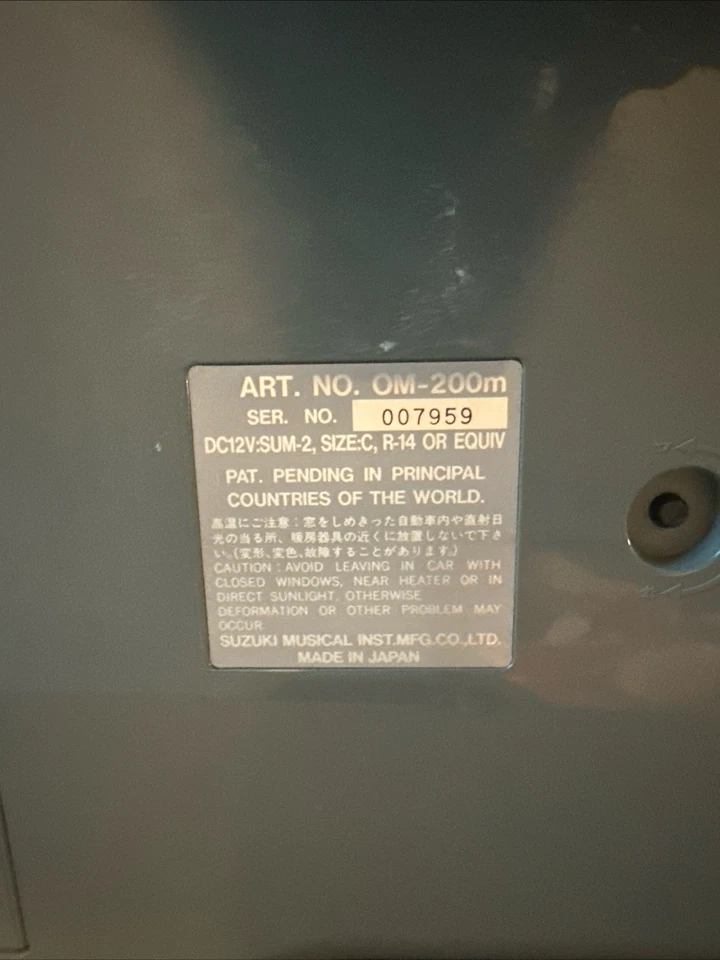 ART. NO. OM-200m
SER. NO. 007959
DC12V:SUM-2, SIZE:C, R-14 OR EQUIV
PAT. PENDING IN PRINCIPAL
COUNTRIES OF THE WORLD.
高温にご注意：窓をしめきった自動車内や直射日
光の当る所、暖房器具の近くに放置しないで下さ
い。(変形、変色、故障することがあります。)
CAUTION : AVOID LEAVING IN CAR WITH
CLOSED WINDOWS, NEAR HEATER OR IN
DIRECT SUNLIGHT, OTHERWISE
DEFORMATION OR OTHER PROBLEM MAY
OCCUR.
SUZUKI MUSICAL INST.MFG.CO.,LTD.
MADE IN JAPAN